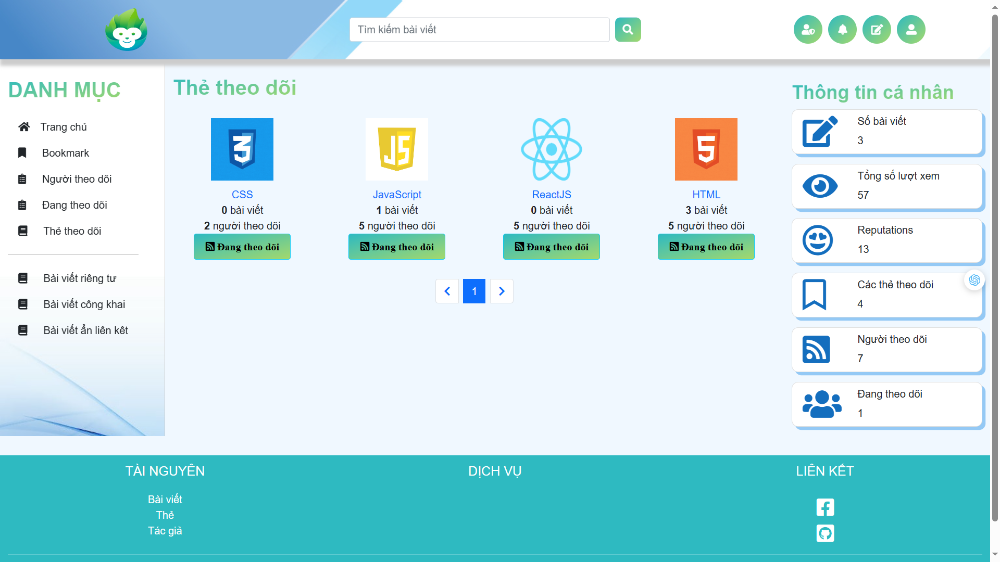 Tìm kiếm bài viết
DANH MỤC
Trang chủ
Bookmark
Người theo dõi
Đang theo dõi
Thẻ theo dõi
Bài viết riêng tư
Bài viết công khai
Bài viết ẩn liên kêt
Thẻ theo dõi
CSS
0 bài viết
2 người theo dõi
Đang theo dõi
JavaScript
1 bài viết
5 người theo dõi
Đang theo dõi
ReactJS
0 bài viết
5 người theo dõi
Đang theo dõi
HTML
3 bài viết
5 người theo dõi
Đang theo dõi
1
Thông tin cá nhân
Số bài viết
3
Tổng số lượt xem
57
Reputations
13
Các thẻ theo dõi
4
Người theo dõi
7
Đang theo dõi
1
TÀI NGUYÊN
Bài viết
Thẻ
Tác giả
DỊCH VỤ
LIÊN KẾT